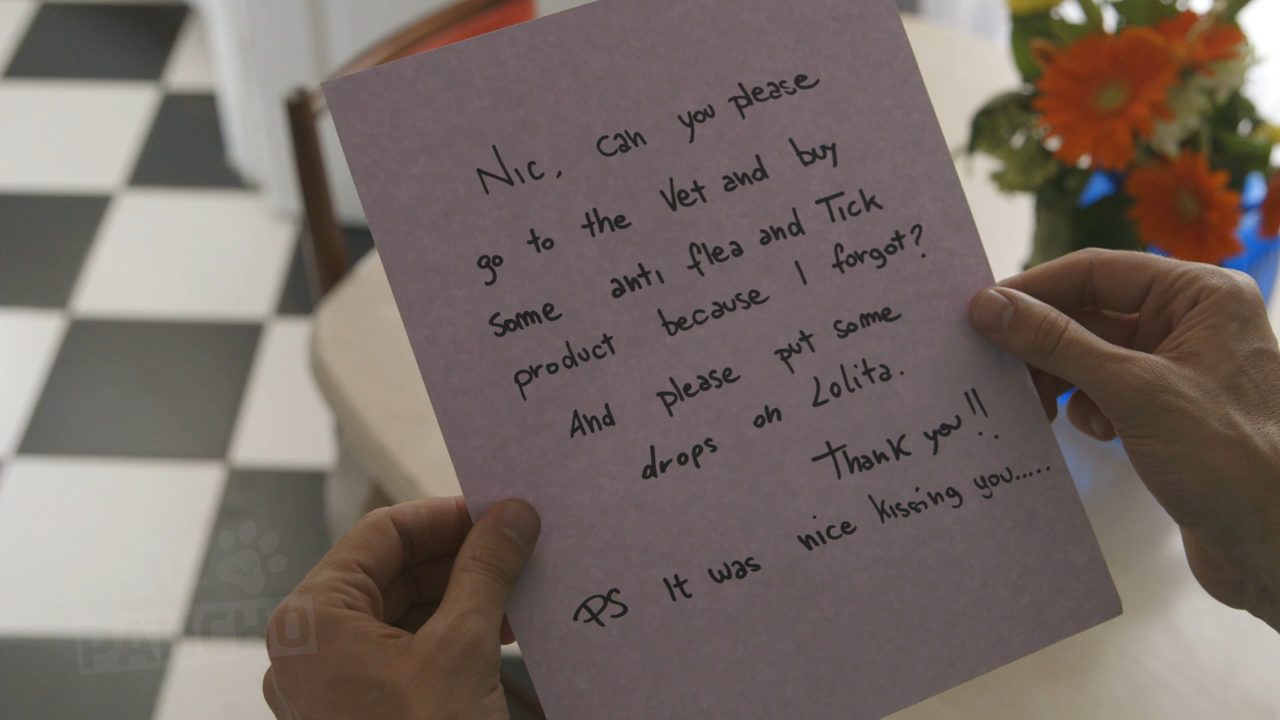 Nic, can you please
go to the Vet and buy
some anti flea and Tick
product because I forgot?
And please put some
drops on Lolita.
Thank you!!
PS It was nice kissing you.....
PANCHO